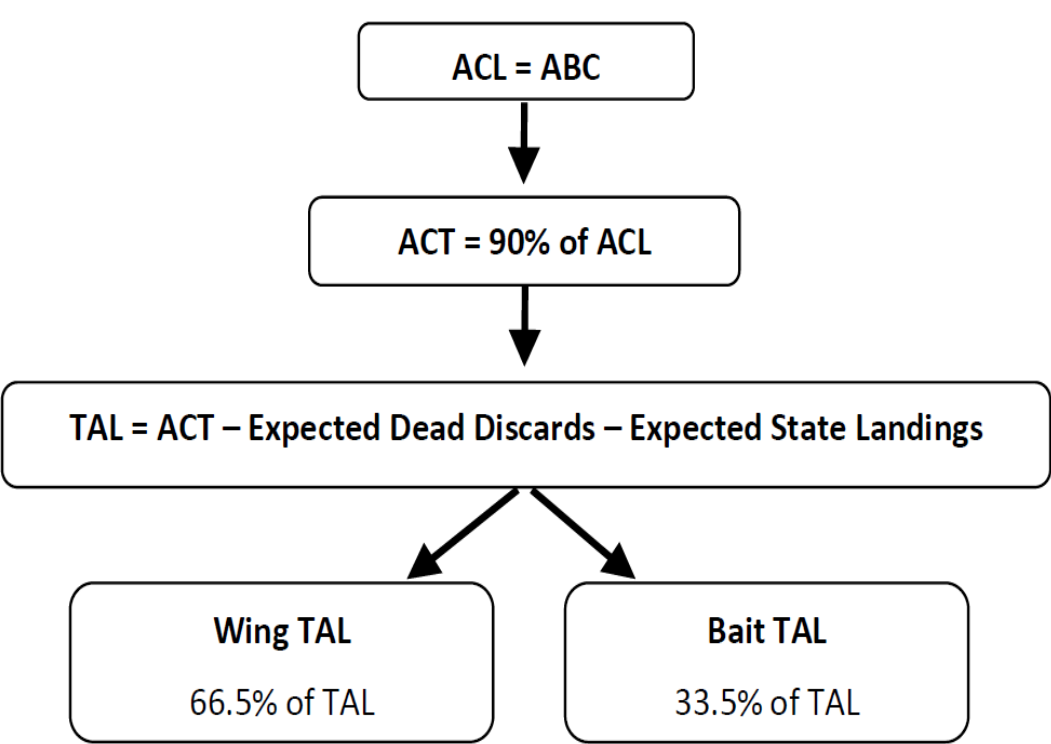 ACL = ABC
ACT = 90% of ACL
TAL = ACT – Expected Dead Discards – Expected State Landings
Wing TAL
66.5% of TAL
Bait TAL
33.5% of TAL